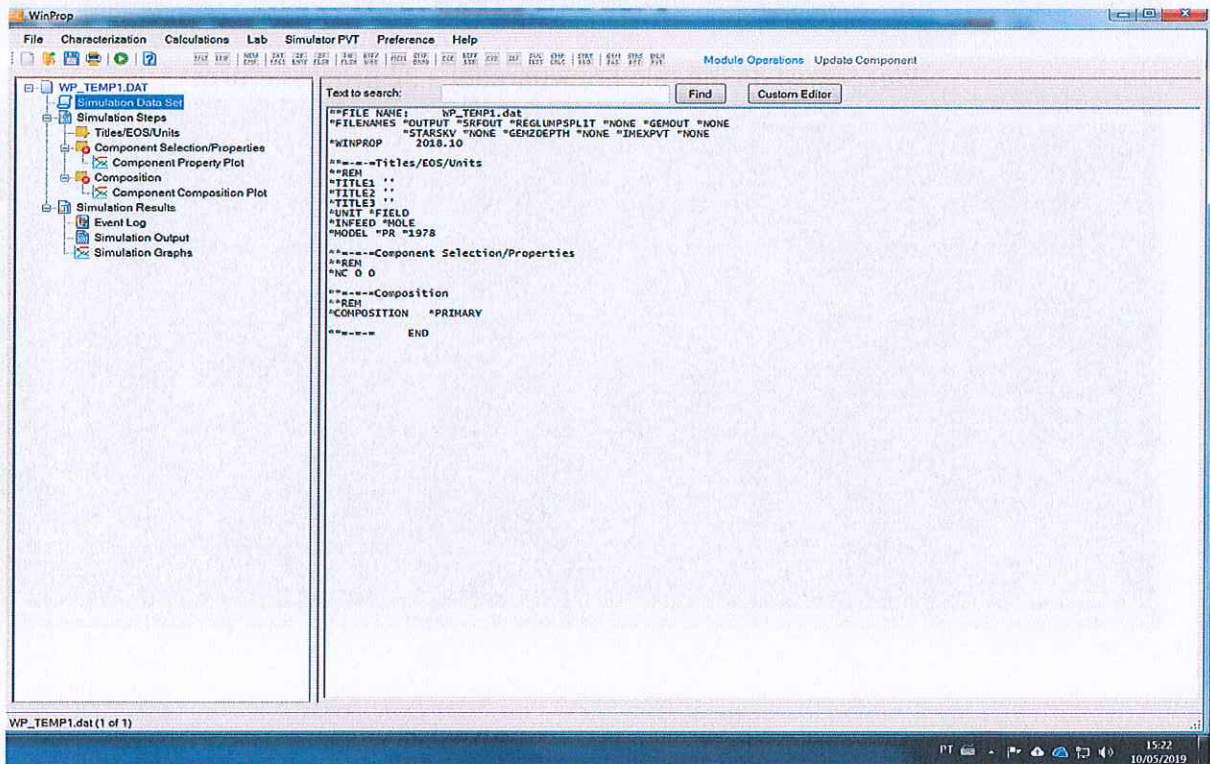 WinProp
File Characterization Calculations Lab Simulator PVT Preference Help
Module Operations Update Component
WP_TEMP1.DAT
Simulation Data Set
Simulation Steps
Titles/EOS/Units
Component Selection/Properties
Component Property Plot
Composition
Component Composition Plot
Simulation Results
Event Log
Simulation Output
Simulation Graphs
Text to search: Find Custom Editor
**FILE NAME: WP_TEMP1.dat
*FILENAMES *OUTPUT *SRFOUT *REGLUMPSPLIT *NONE *GEMOUT *NONE
*STARSKV *NONE *GEMZDEPTH *NONE *IMEXPVT *NONE
*WINPROP 2018.10
**=-=-=Titles/EOS/Units
**REM
*TITLE1 ''
*TITLE2 ''
*TITLE3 ''
*UNIT *FIELD
*INFEED *MOLE
*MODEL *PR *1978
**=-=-=Component Selection/Properties
**REM
*NC 0 0
**=-=-=Composition
**REM
*COMPOSITION *PRIMARY
**=-=-= END
WP_TEMP1.dat (1 of 1)
PT
15:22
10/05/2019